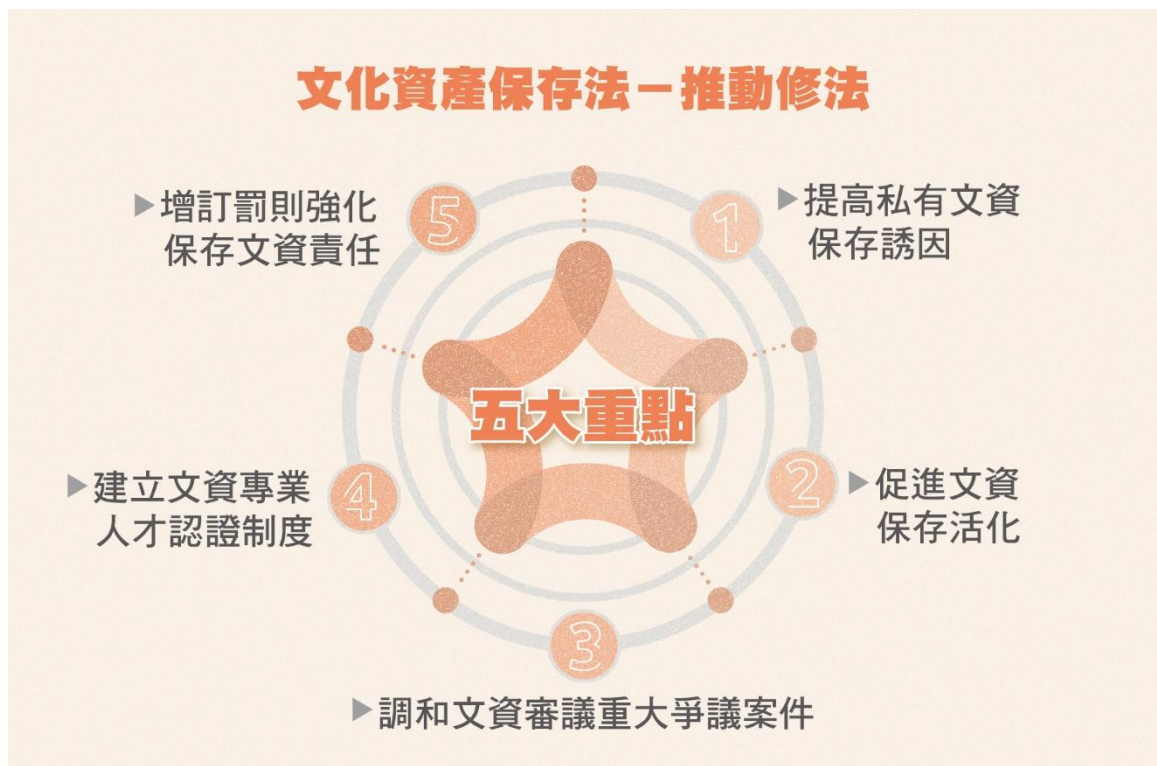 文化資產保存法－推動修法
五大重點
1
▶提高私有文資
保存誘因
2
▶促進文資
保存活化
3
▶調和文資審議重大爭議案件
4
▶建立文資專業
人才認證制度
5
▶增訂罰則強化
保存文資責任